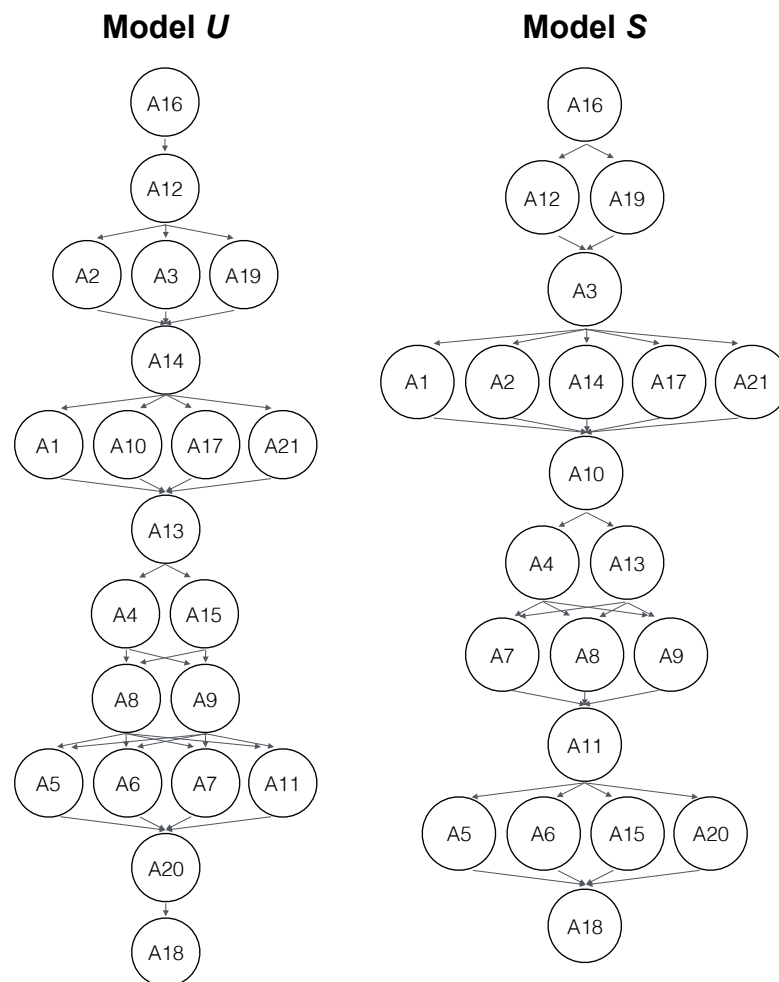 Model U
A16
A12
A2 A3 A19
A14
A1 A10 A17 A21
A13
A4 A15
A8 A9
A5 A6 A7 A11
A20
A18
Model S
A16
A12 A19
A3
A1 A2 A14 A17 A21
A10
A4 A13
A7 A8 A9
A11
A5 A6 A15 A20
A18